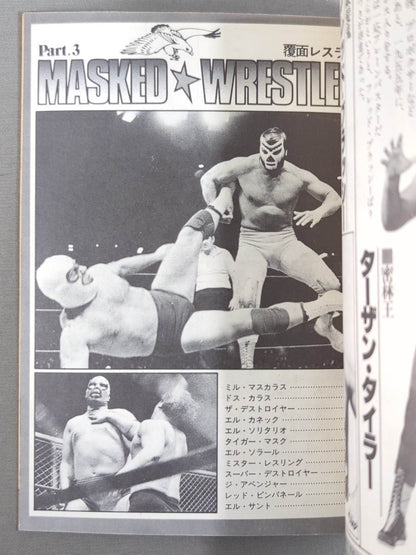 Part.3
覆面レスラ
MASKED★WRESTLE
ミル・マスカラス
ドス・カラス
ザ・デストロイヤー
エル・カネック
エル・ソリタリオ
タイガー・マスク
エル・ソラール
ミスター・レスリング
スーパー・デストロイヤー
ジ・アベンジャー
レッド・ピンパネール
エル・サント
■密林王
ターザン・タイラー